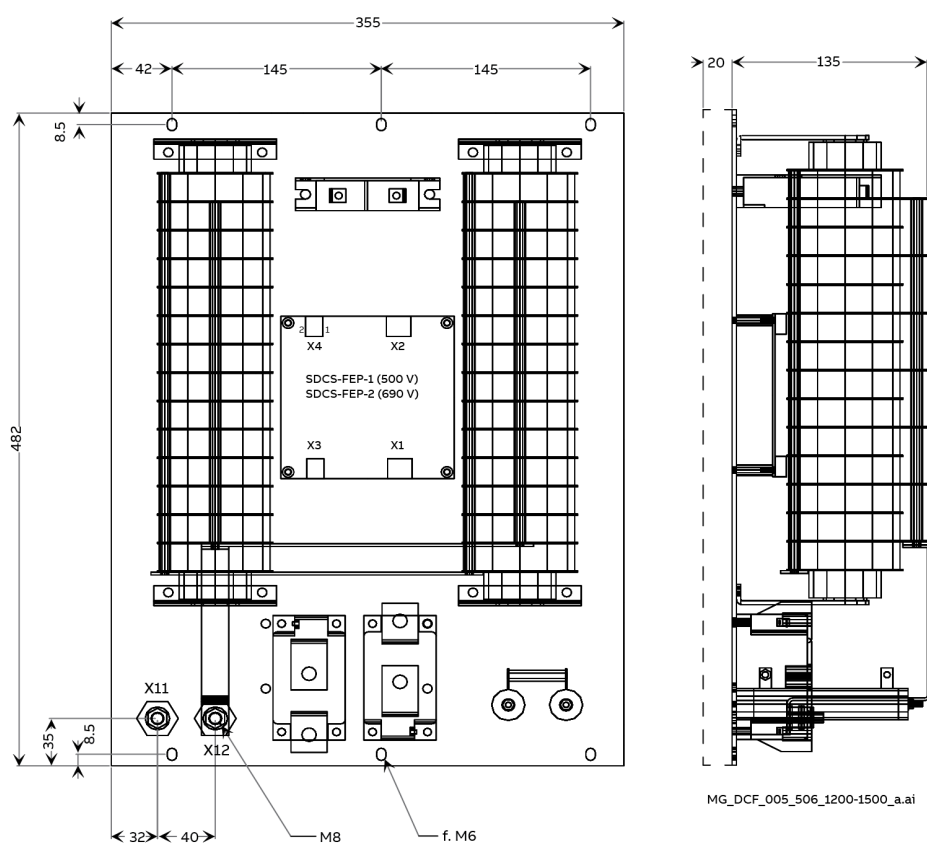 355
42
145
145
20
135
8.5
482
2
1
X4
X2
SDCS-FEP-1 (500 V)
SDCS-FEP-2 (690 V)
X3
X1
X11
X12
35
8.5
MG_DCF_005_506_1200-1500_a.ai
32
40
M8
f. M6